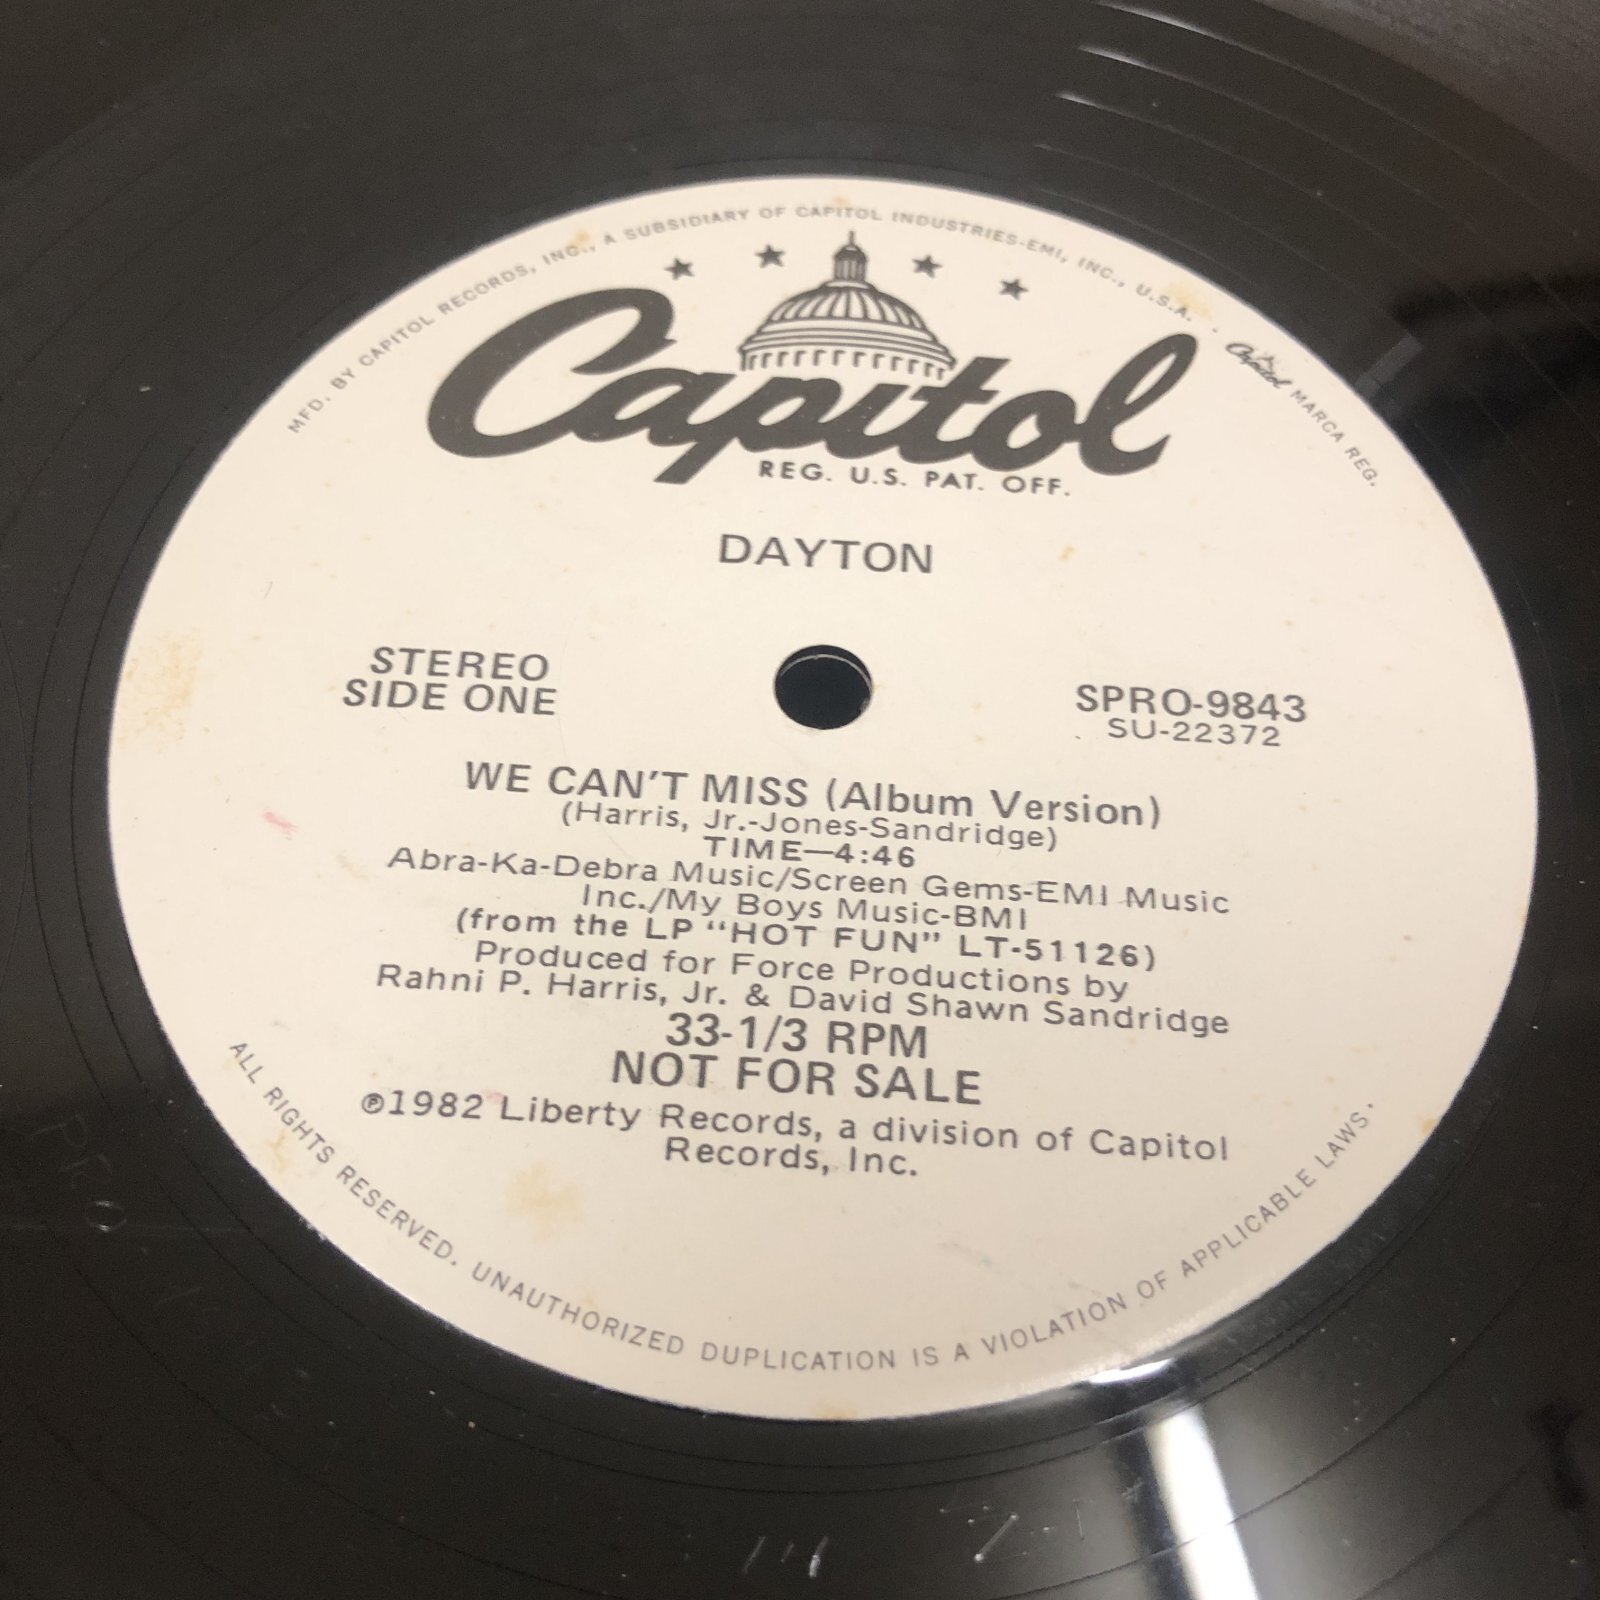 MFD. BY CAPITOL RECORDS, INC., A SUBSIDIARY OF CAPITOL INDUSTRIES-EMI, INC., U.S.A. · Capitol MARCA REG.
Capitol
REG. U.S. PAT. OFF.
DAYTON
STEREO
SIDE ONE
SPRO-9843
SU-22372
WE CAN'T MISS (Album Version)
(Harris, Jr.-Jones-Sandridge)
TIME—4:46
Abra-Ka-Debra Music/Screen Gems-EMI Music
Inc./My Boys Music-BMI
(from the LP "HOT FUN" LT-51126)
Produced for Force Productions by
Rahni P. Harris, Jr. & David Shawn Sandridge
33-1/3 RPM
NOT FOR SALE
℗1982 Liberty Records, a division of Capitol
Records, Inc.
ALL RIGHTS RESERVED. UNAUTHORIZED DUPLICATION IS A VIOLATION OF APPLICABLE LAWS.